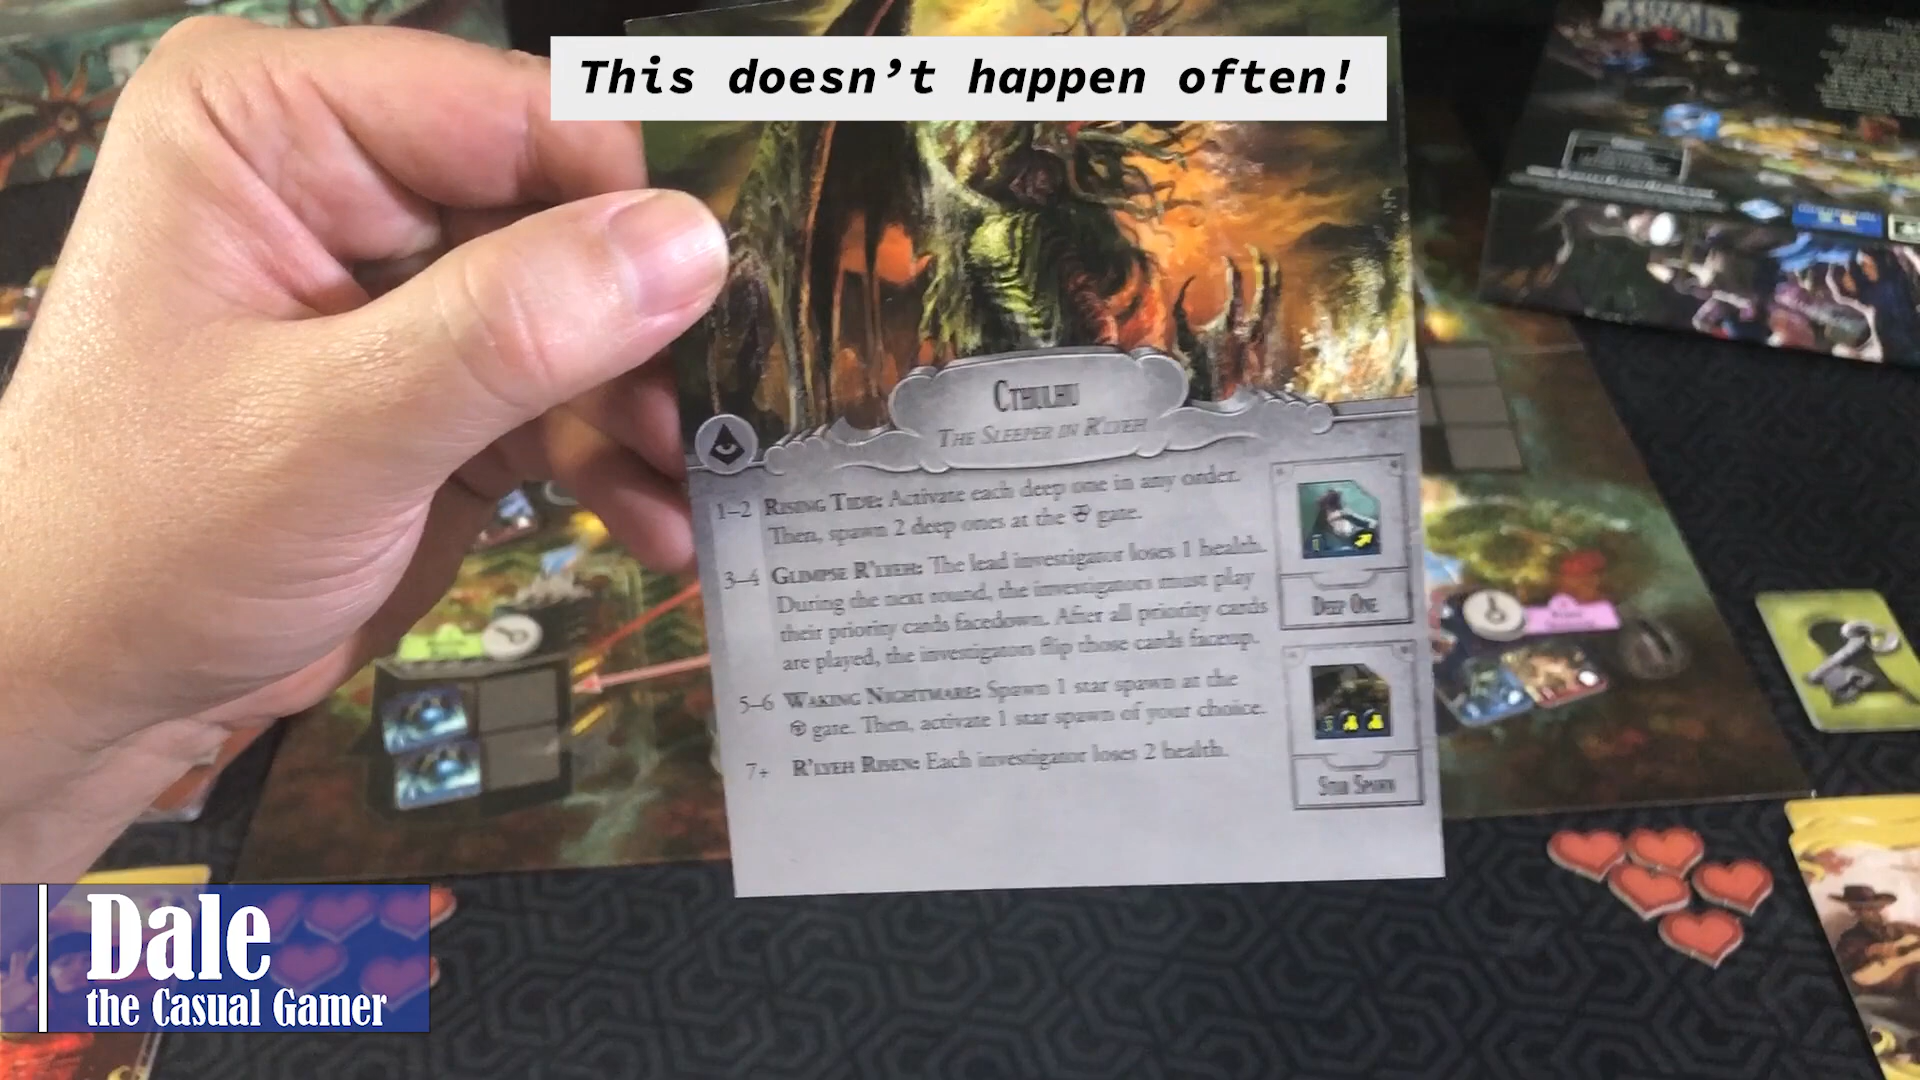 This doesn't happen often!
CTHULHU
THE SLEEPER IN R'LYEH
1–2 RISING TIDE: Activate each deep one in any order.
Then, spawn 2 deep ones at the gate.
3–4 GLIMPSE R'LYEH: The lead investigator loses 1 health.
During the next round, the investigators must play
their priority cards facedown. After all priority cards
are played, the investigators flip those cards faceup.
5–6 WAKING NIGHTMARE: Spawn 1 star spawn at the
gate. Then, activate 1 star spawn of your choice.
7+ R'LYEH RISEN: Each investigator loses 2 health.
DEEP ONE
STAR SPAWN
Dale
the Casual Gamer